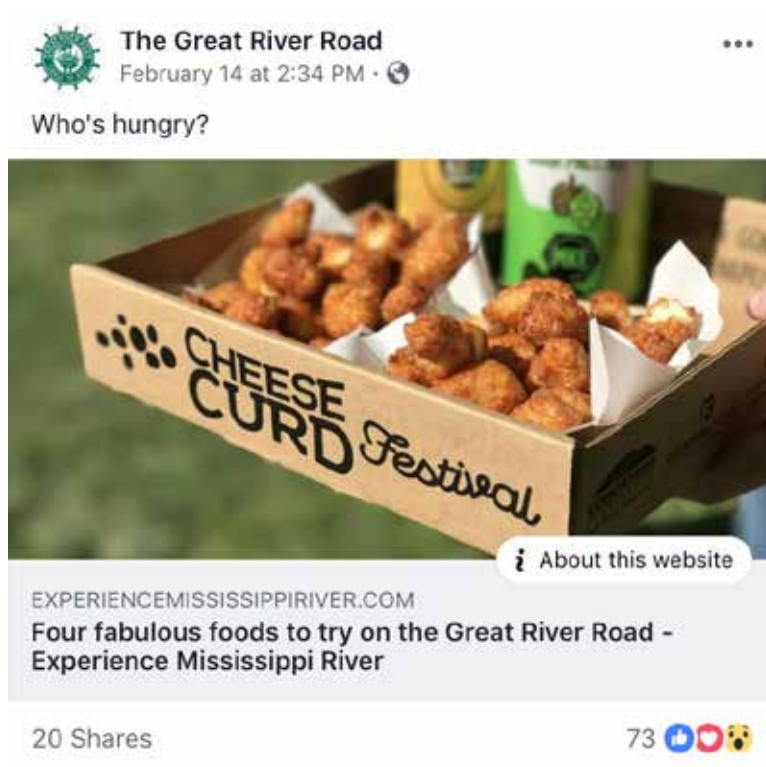 The Great River Road
February 14 at 2:34 PM
Who's hungry?
CHEESE
CURD Festival
i About this website
EXPERIENCEMISSISSIPPIRIVER.COM
Four fabulous foods to try on the Great River Road -
Experience Mississippi River
20 Shares
73